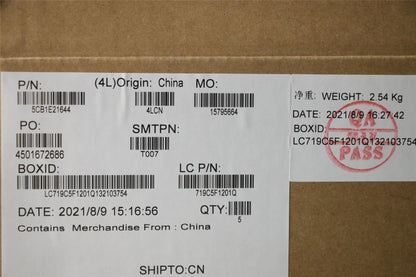 P/N:
(4L)Origin: China
MO:
5CB1E21644
4LCN
15795664
PO:
SMTPN:
4501672686
T007
BOXID:
LC P/N:
LC719C5F1201Q132103754
719C5F1201Q
DATE: 2021/8/9 15:16:56
QTY:
5
Contains Merchandise From : China
SHIPTO:CN
净重: WEIGHT: 2.54 Kg
DATE: 2021/8/9 16:27:42
BOXID:
LC719C5F1201Q132103754
QA
PASS